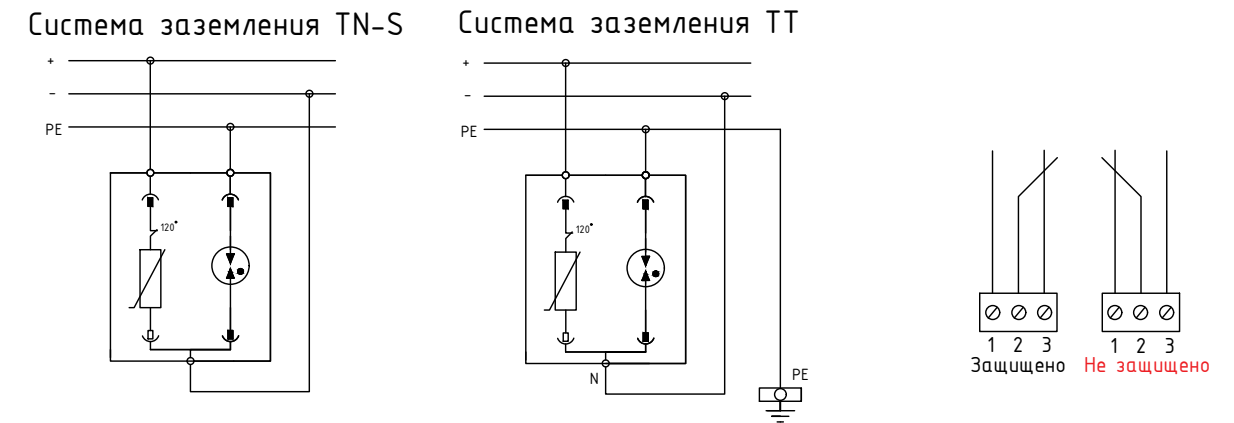 Система заземления TN-S
+
-
PE
120°
Система заземления TT
+
-
PE
120°
N
PE
1 2 3
Защищено
1 2 3
Не защищено